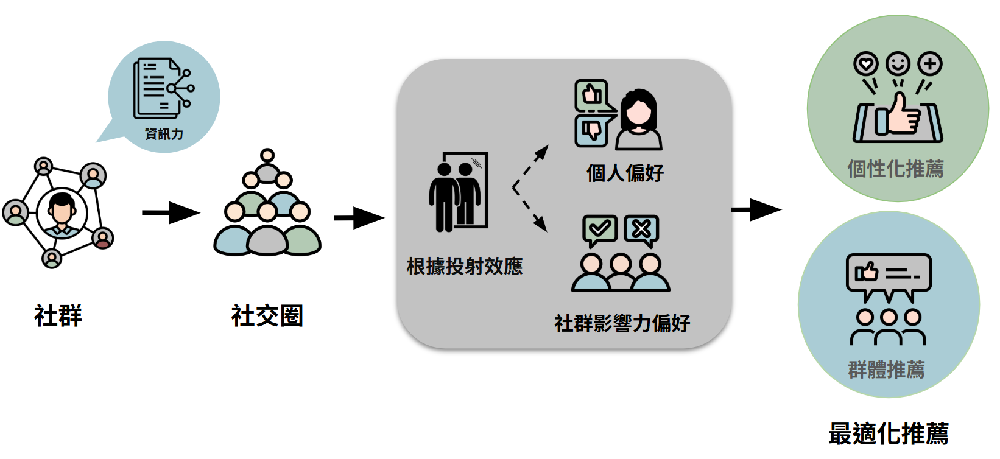 資訊力
社群
社交圈
根據投射效應
個人偏好
社群影響力偏好
個性化推薦
群體推薦
最適化推薦